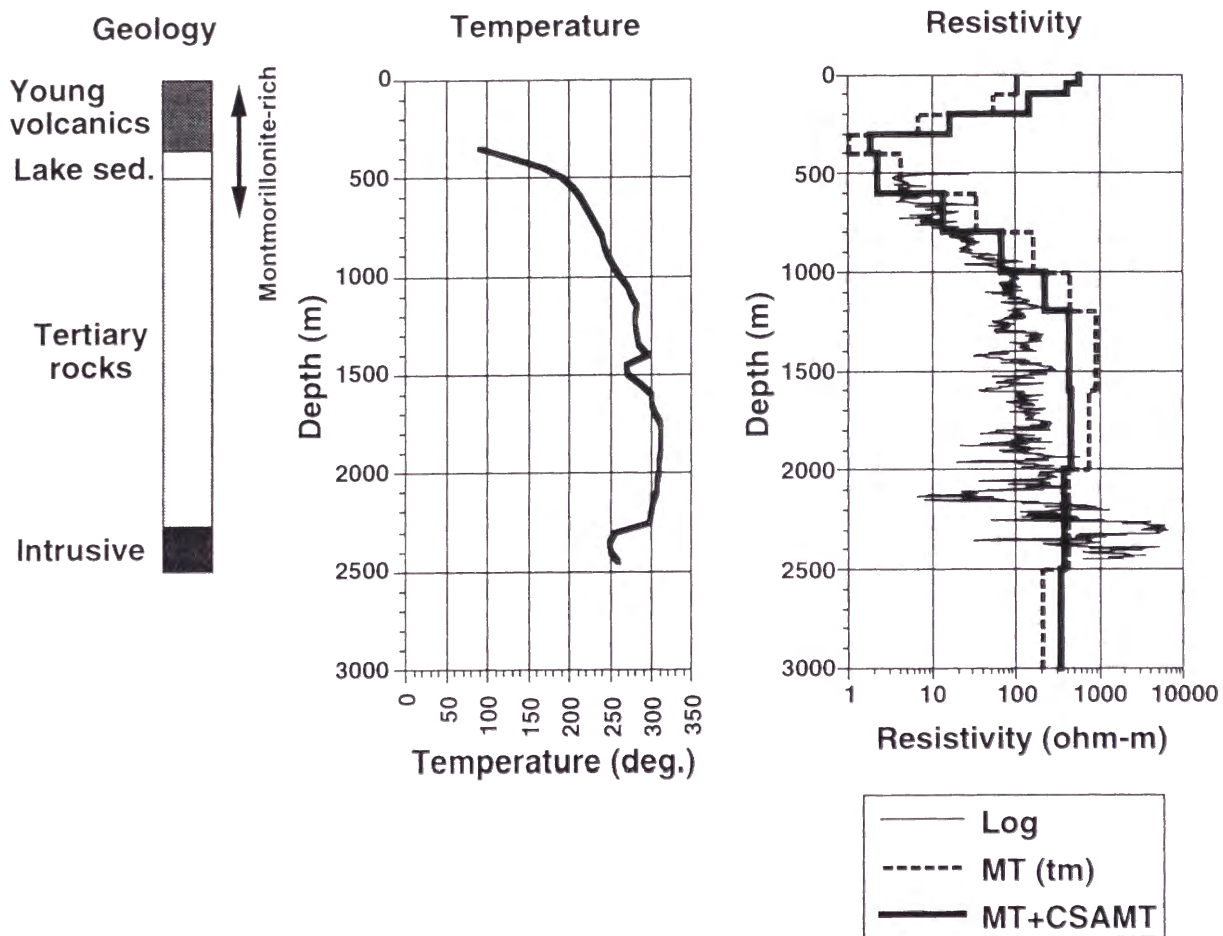 Geology
Young
volcanics
Lake sed.
Tertiary
rocks
Intrusive
Montmorillonite-rich
Temperature
Depth (m)
0
500
1000
1500
2000
2500
3000
0
50
100
150
200
250
300
350
Temperature (deg.)
Resistivity
Depth (m)
0
500
1000
1500
2000
2500
3000
1
10
100
1000
10000
Resistivity (ohm-m)
Log
MT (tm)
MT+CSAMT